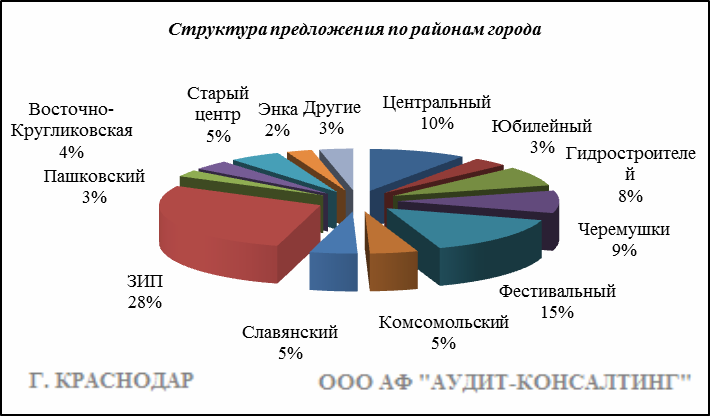 Структура предложения по районам города
Центральный
10%
Юбилейный
3%
Гидростроителе
й
8%
Черемушки
9%
Фестивальный
15%
Комсомольский
5%
Славянский
5%
ЗИП
28%
Пашковский
3%
Восточно-
Кругликовская
4%
Старый
центр
5%
Энка
2%
Другие
3%
Г. КРАСНОДАР
ООО АФ "АУДИТ-КОНСАЛТИНГ"